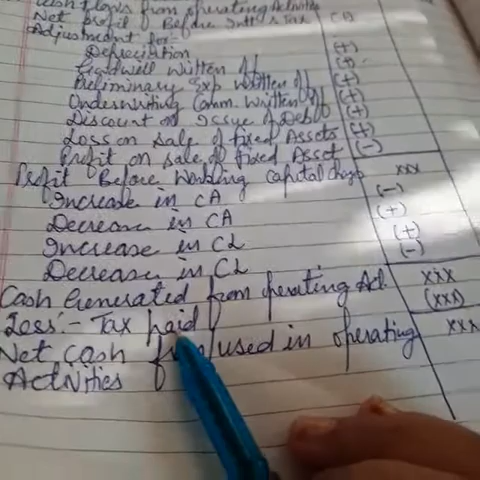 Cash flows from operating Activities
Net profit Before Intt & Tax (1)
Adjustment for:-
Depreciation (+)
Goodwill written off (+)
Preliminary Exp written off (+)
Underwriting Comm. written off (+)
Discount on Issue of Deb (+)
Loss on sale of fixed Assets (+)
Profit on sale of fixed Asset (-)
Profit Before Working Capital xxx
Increase in CA (-)
Decrease in CA (+)
Increase in CL (+)
Decrease in CL (-)
Cash Generated from operating Act. xxx
Less:- Tax paid (xxx)
Net cash from/used in operating xxx
Activities